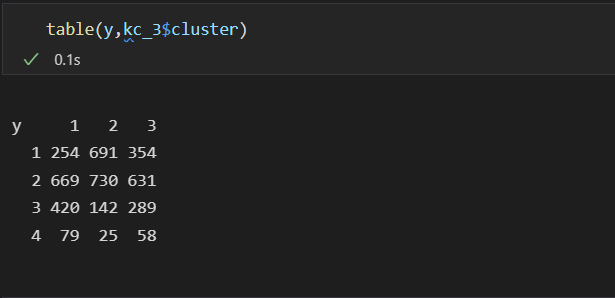 table(y,kc_3$cluster)
0.1s
y 1 2 3
1 254 691 354
2 669 730 631
3 420 142 289
4 79 25 58